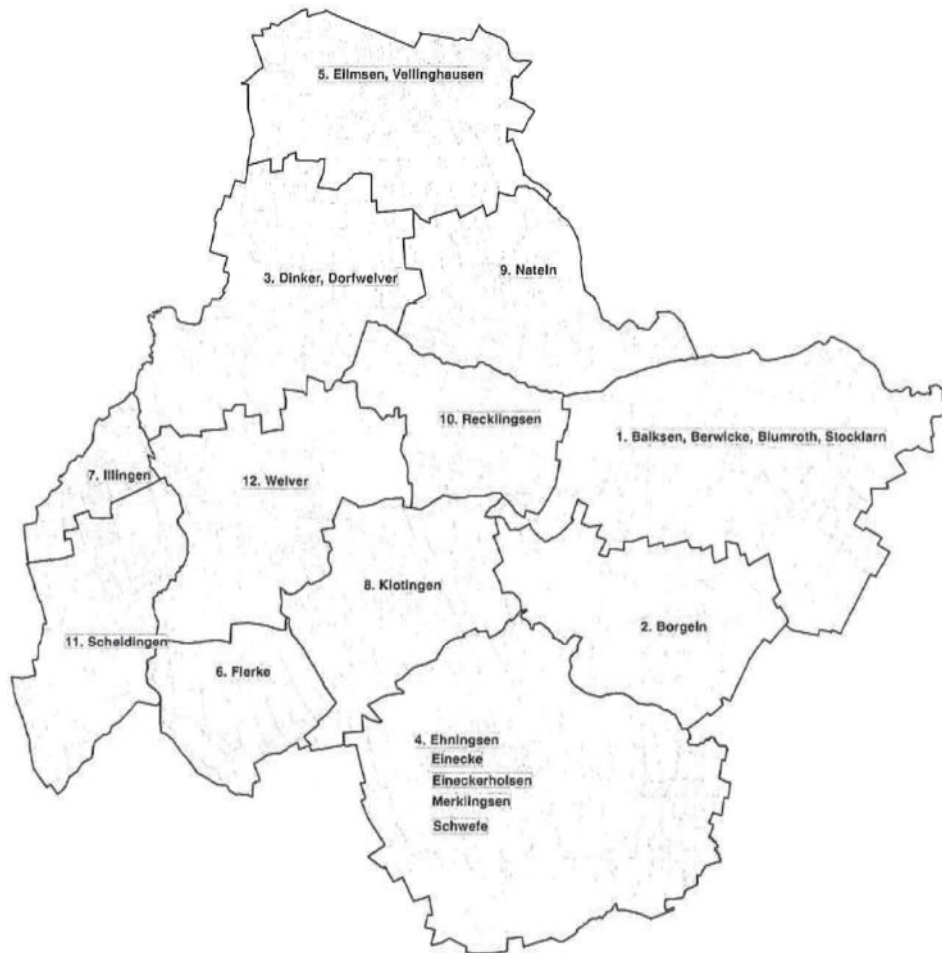 5. Eilmsen, Vellinghausen
9. Nateln
3. Dinker, Dorfwelver
10. Recklingsen
1. Balksen, Berwicke, Blumroth, Stocklarn
7. Illingen
12. Welver
8. Klotingen
2. Borgeln
11. Scheidingen
6. Flerke
4. Ehningsen
Einecke
Eineckerholsen
Merklingsen
Schwefe